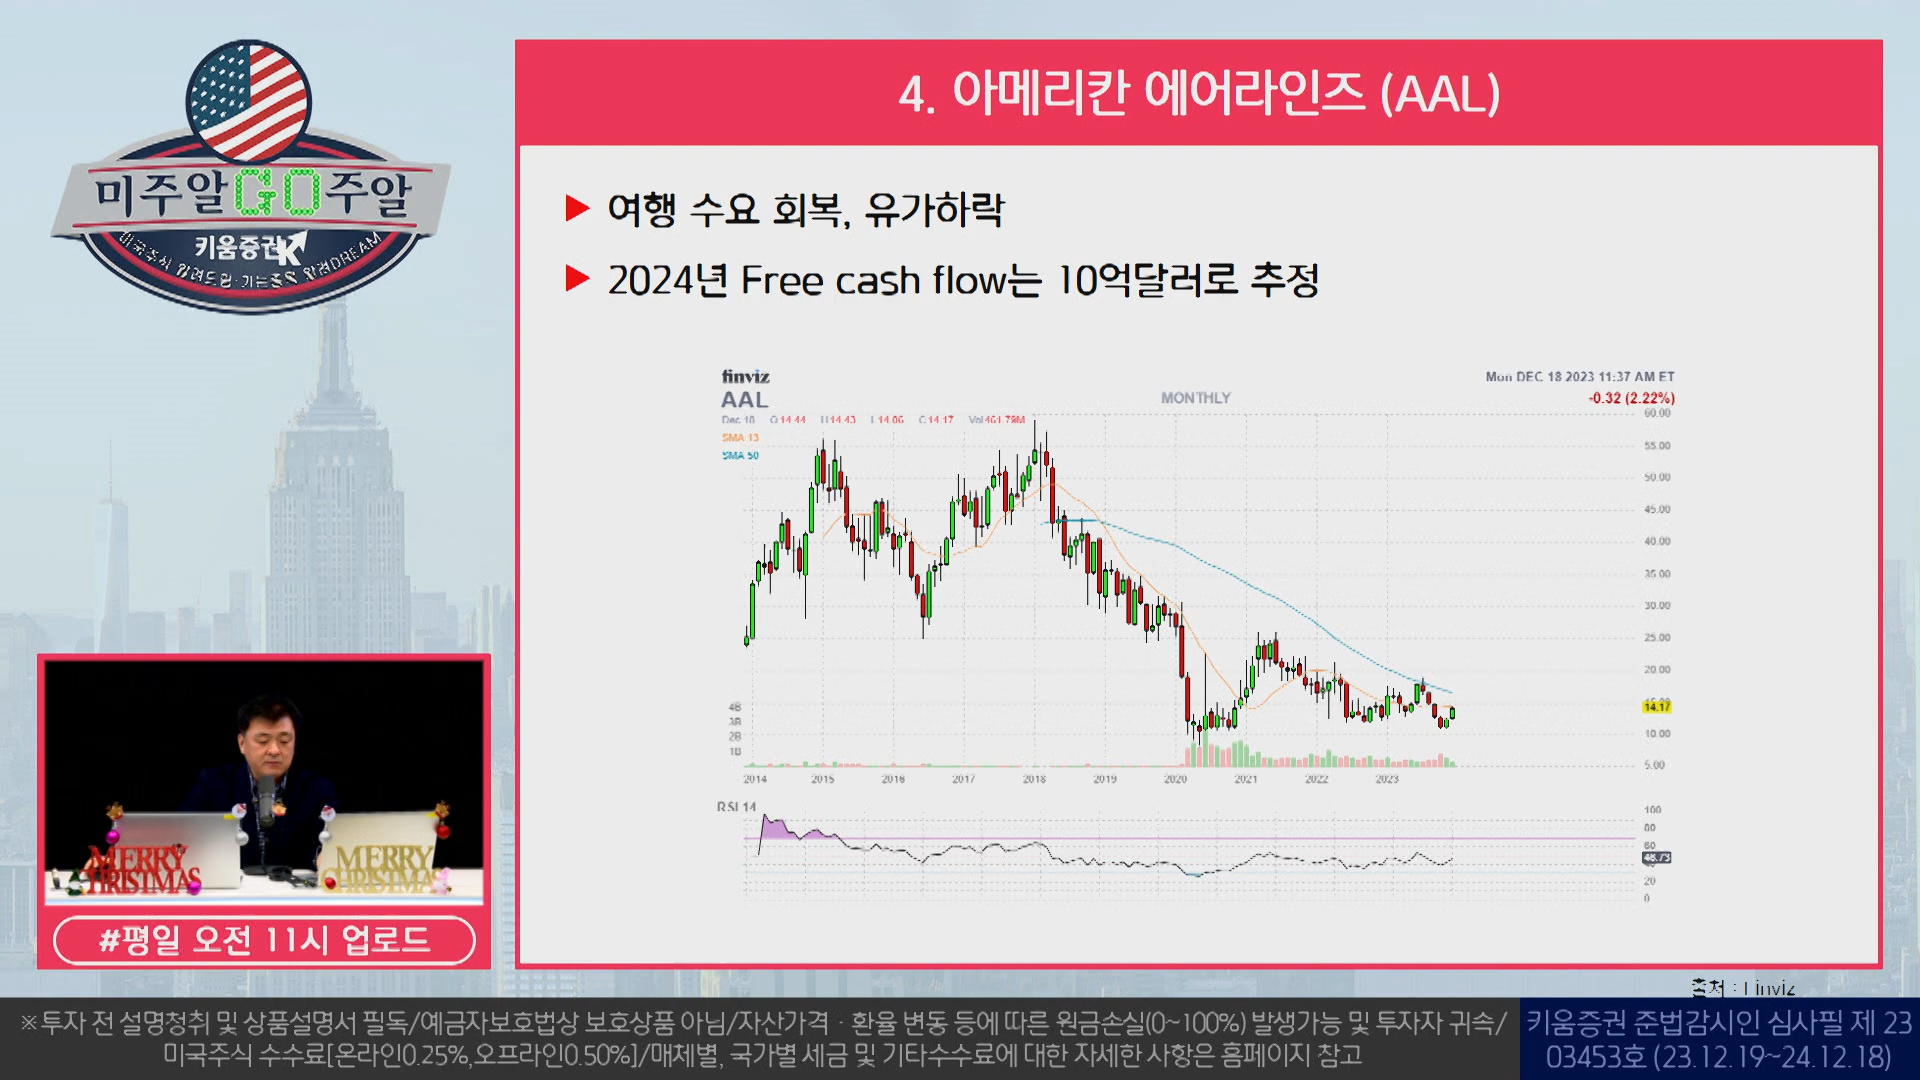 미주알GO주알
키움증권
4. 아메리칸 에어라인즈 (AAL)
▶ 여행 수요 회복, 유가하락
▶ 2024년 Free cash flow는 10억달러로 추정
finviz
Mon DEC 18 2023 11:37 AM ET
AAL
MONTHLY
-0.32 (2.22%)
SMA 13
SMA 50
60.00
55.00
50.00
45.00
40.00
35.00
30.00
25.00
20.00
14.17
10.00
5.00
4B
3B
2B
1B
2014 2015 2016 2017 2018 2019 2020 2021 2022 2023
RSI 14
100
80
60
46.73
20
0
MERRY CHRISTMAS
MERRY CHRISTMAS
#평일 오전 11시 업로드
출처 : Finviz
※투자 전 설명청취 및 상품설명서 필독/예금자보호법상 보호상품 아님/자산가격 · 환율 변동 등에 따른 원금손실(0~100%) 발생가능 및 투자자 귀속/
미국주식 수수료[온라인0.25%,오프라인0.50%]/매체별, 국가별 세금 및 기타수수료에 대한 자세한 사항은 홈페이지 참고
키움증권 준법감시인 심사필 제 23
03453호 (23.12.19~24.12.18)